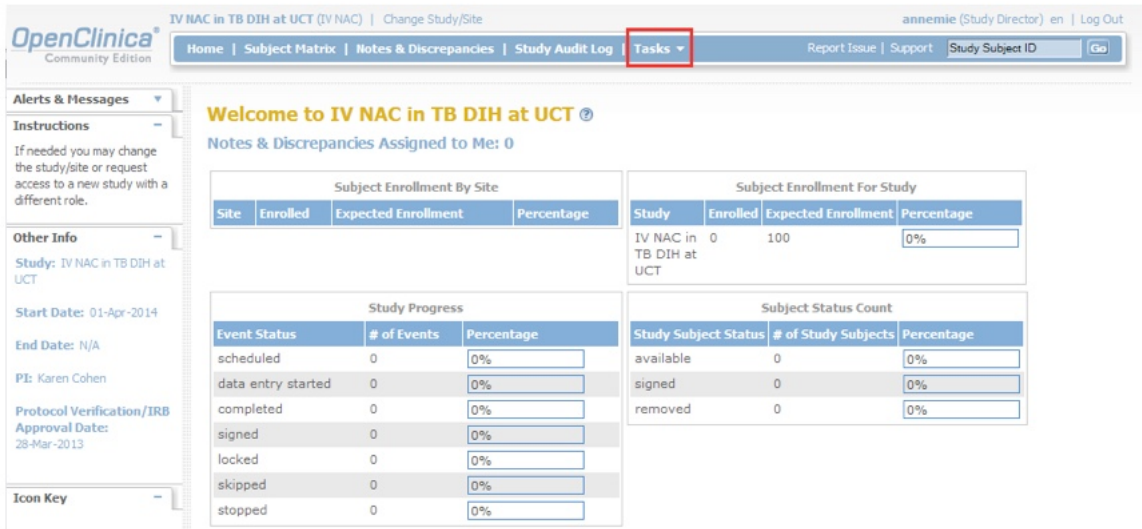 IV NAC in TB DIH at UCT (IV NAC) | Change Study/Site
annemie (Study Director) en | Log Out
OpenClinica
Community Edition
Home | Subject Matrix | Notes & Discrepancies | Study Audit Log | Tasks
Report Issue | Support Study Subject ID Go
Alerts & Messages
Instructions
If needed you may change
the study/site or request
access to a new study with a
different role.
Other Info
Study: IV NAC in TB DIH at
UCT
Start Date: 01-Apr-2014
End Date: N/A
PI: Karen Cohen
Protocol Verification/IRB
Approval Date:
28-Mar-2013
Icon Key
Welcome to IV NAC in TB DIH at UCT ?
Notes & Discrepancies Assigned to Me: 0
Subject Enrollment By Site
Site Enrolled Expected Enrollment Percentage
Subject Enrollment For Study
Study Enrolled Expected Enrollment Percentage
IV NAC in 0 100 0%
TB DIH at
UCT
Study Progress
Event Status # of Events Percentage
scheduled 0 0%
data entry started 0 0%
completed 0 0%
signed 0 0%
locked 0 0%
skipped 0 0%
stopped 0 0%
Subject Status Count
Study Subject Status # of Study Subjects Percentage
available 0 0%
signed 0 0%
removed 0 0%